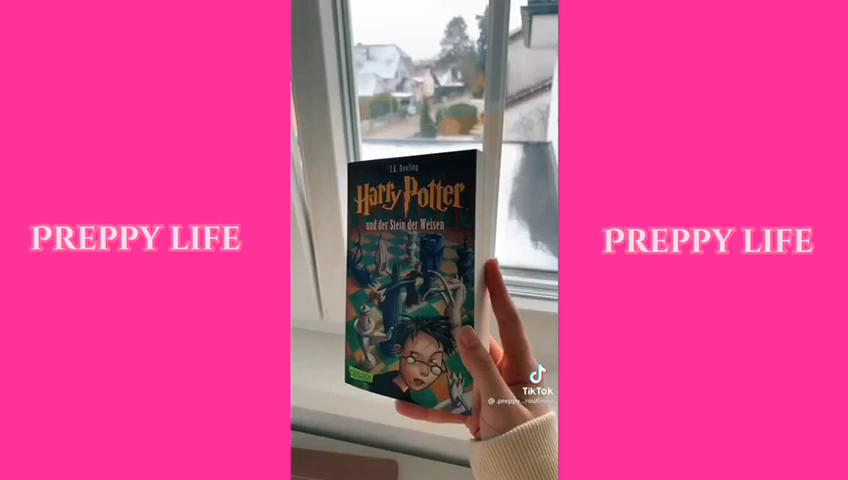 PREPPY LIFE
J.K. Rowling
Harry Potter
und der Stein der Weisen
CARLSEN
TikTok
PREPPY LIFE